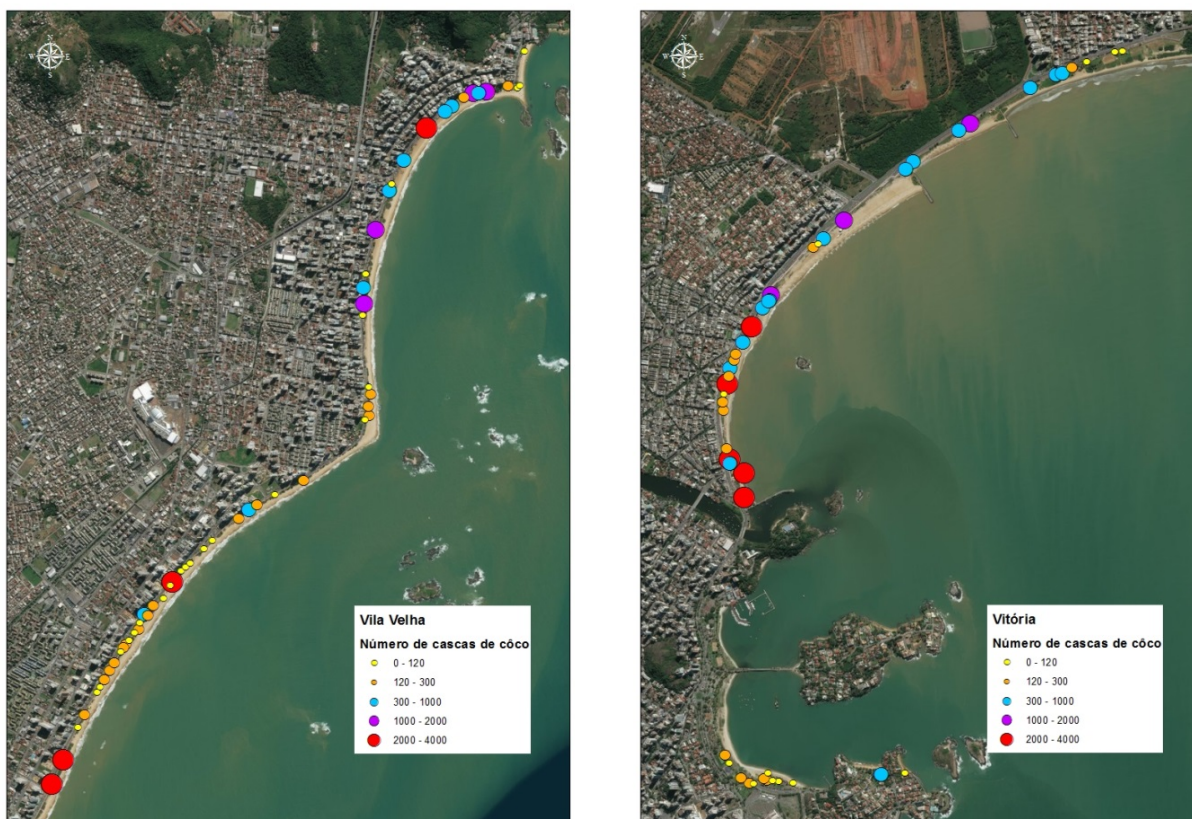 N
W E
S
Vila Velha
Número de cascas de côco
0 - 120
120 - 300
300 - 1000
1000 - 2000
2000 - 4000
N
W E
S
Vitória
Número de cascas de côco
0 - 120
120 - 300
300 - 1000
1000 - 2000
2000 - 4000